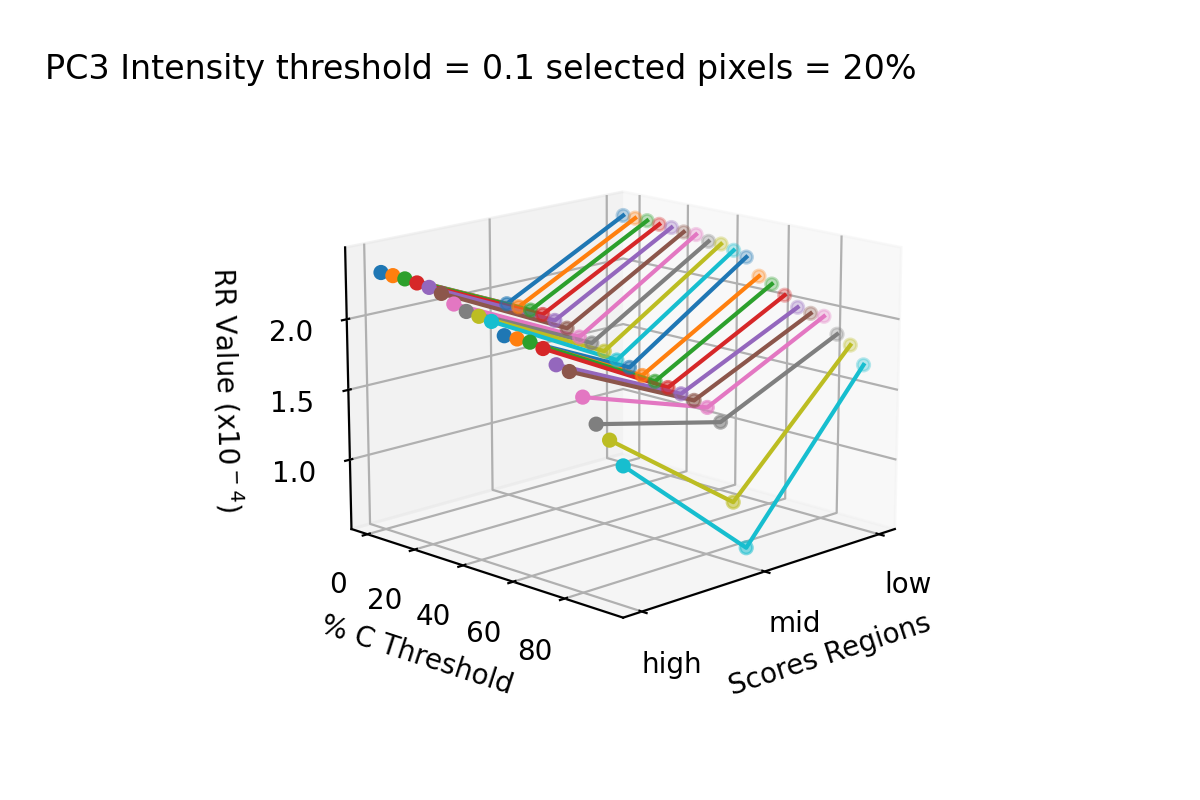 PC3 Intensity threshold = 0.1 selected pixels = 20%
RR Value (x10⁻⁴)
2.0
1.5
1.0
0
20
40
60
80
% C Threshold
high
mid
low
Scores Regions